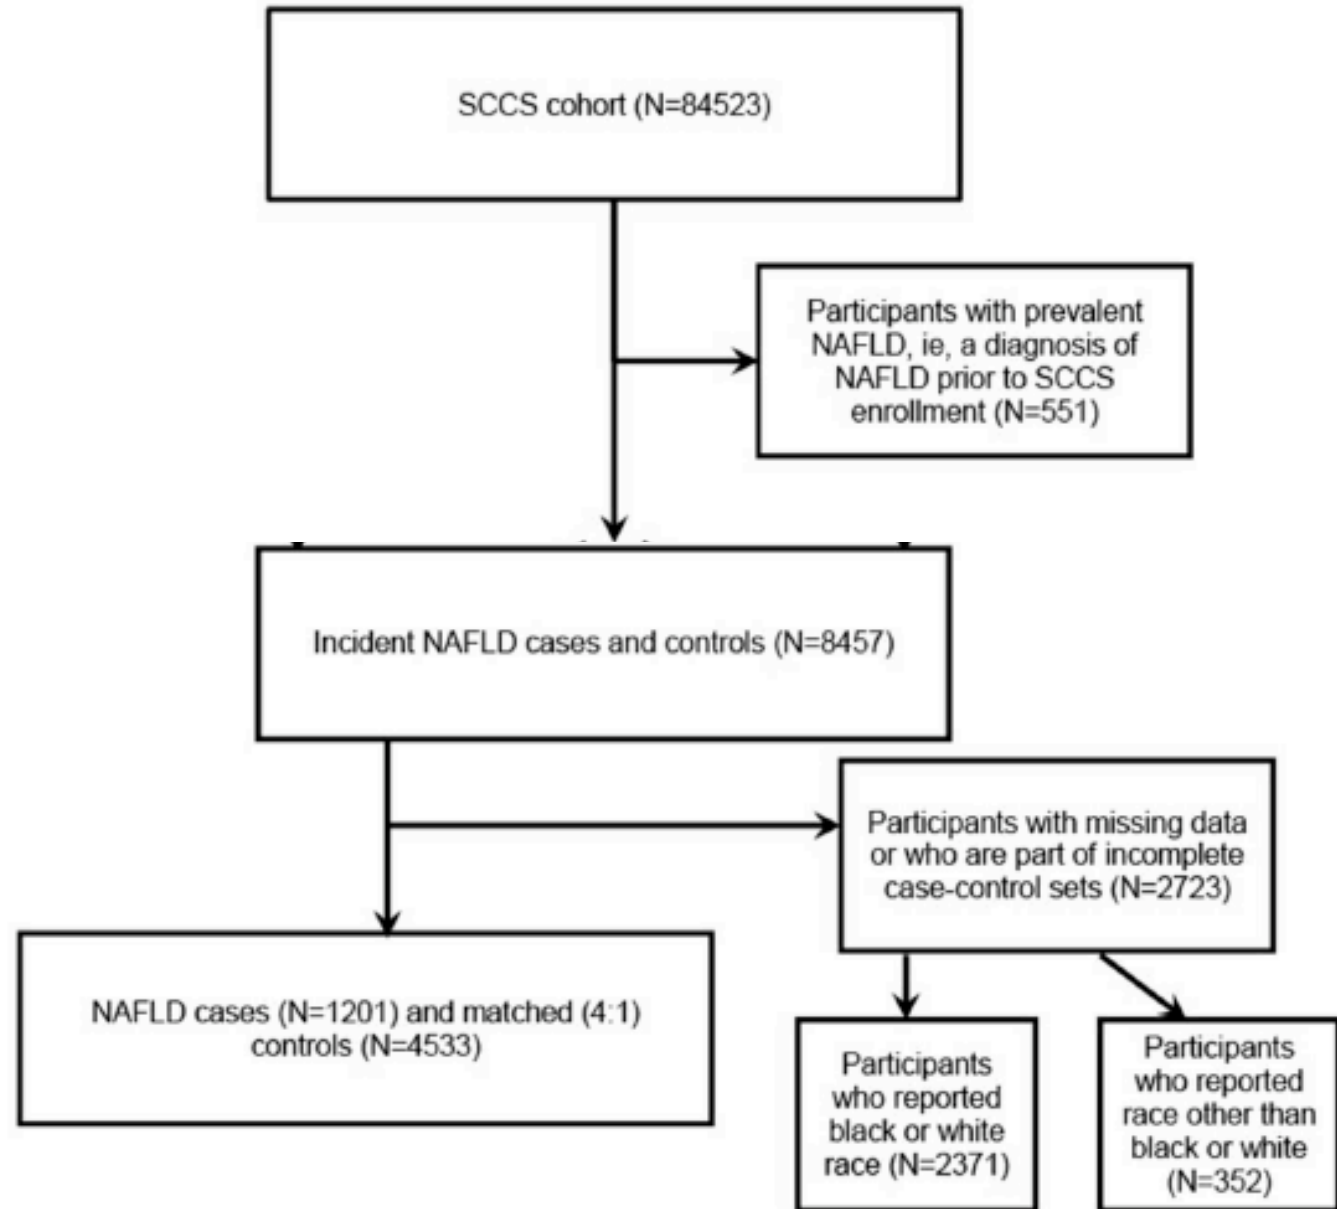 SCCS cohort (N=84523)
Participants with prevalent
NAFLD, ie, a diagnosis of
NAFLD prior to SCCS
enrollment (N=551)
Incident NAFLD cases and controls (N=8457)
Participants with missing data
or who are part of incomplete
case-control sets (N=2723)
NAFLD cases (N=1201) and matched (4:1)
controls (N=4533)
Participants
who reported
black or white
race (N=2371)
Participants
who reported
race other than
black or white
(N=352)